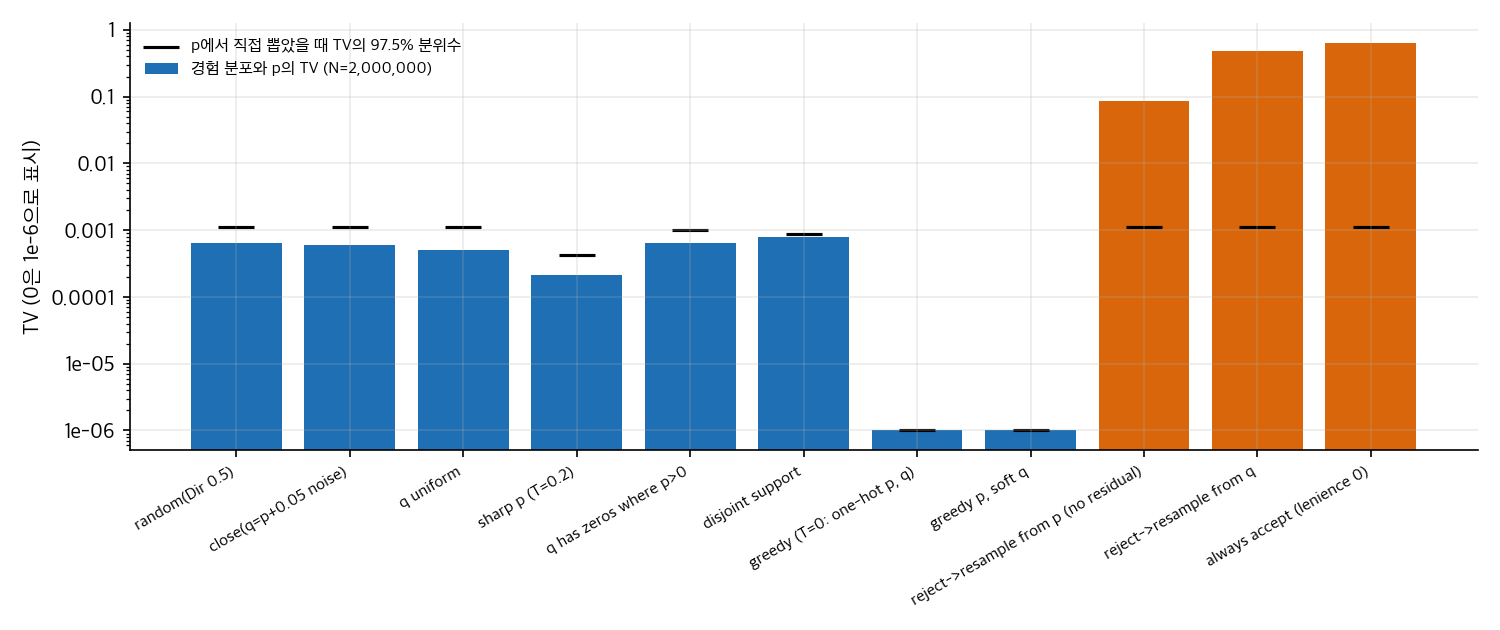 p에서 직접 뽑았을 때 TV의 97.5% 분위수
경험 분포와 p의 TV (N=2,000,000)
TV (0은 1e-6으로 표시)
1
0.1
0.01
0.001
0.0001
1e-05
1e-06
random(Dir 0.5)
close(q=p+0.05 noise)
q uniform
sharp p (T=0.2)
q has zeros where p>0
disjoint support
greedy (T=0: one-hot p, q)
greedy p, soft q
reject->resample from p (no residual)
reject->resample from q
always accept (lenience 0)